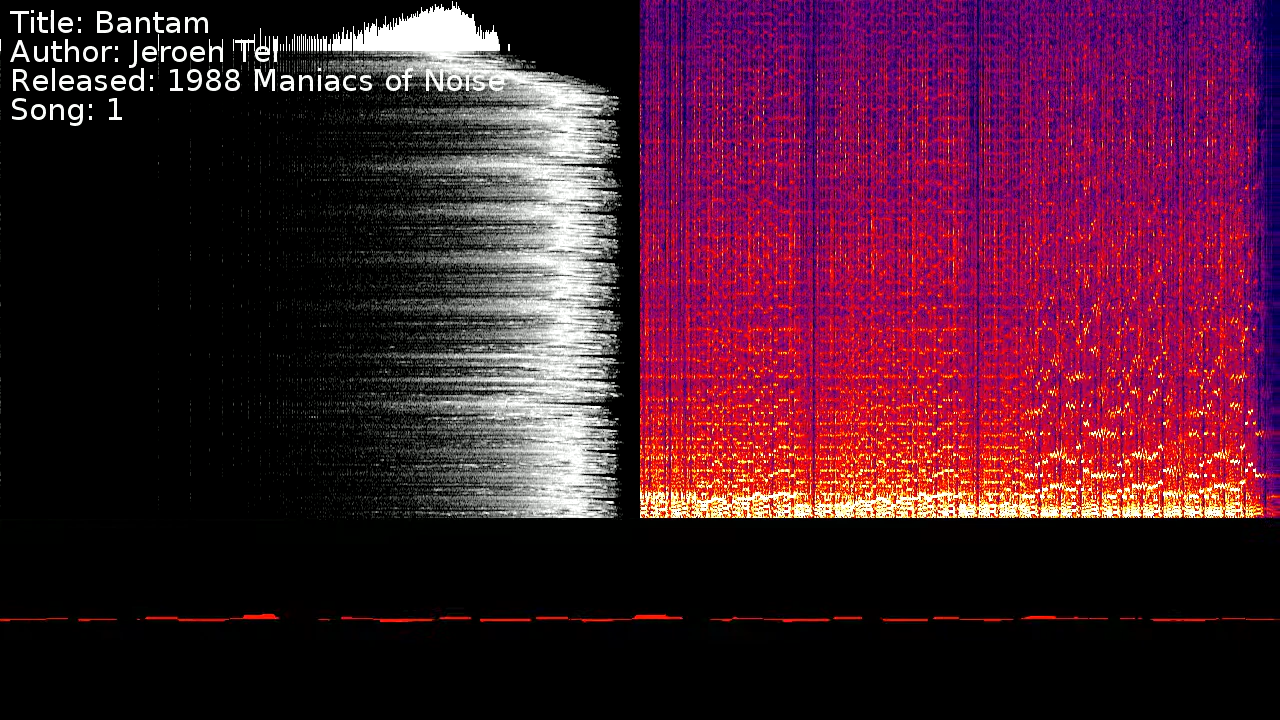 Title: Bantam
Author: Jeroen Tel
Released: 1988 Maniacs of Noise
Song: 1